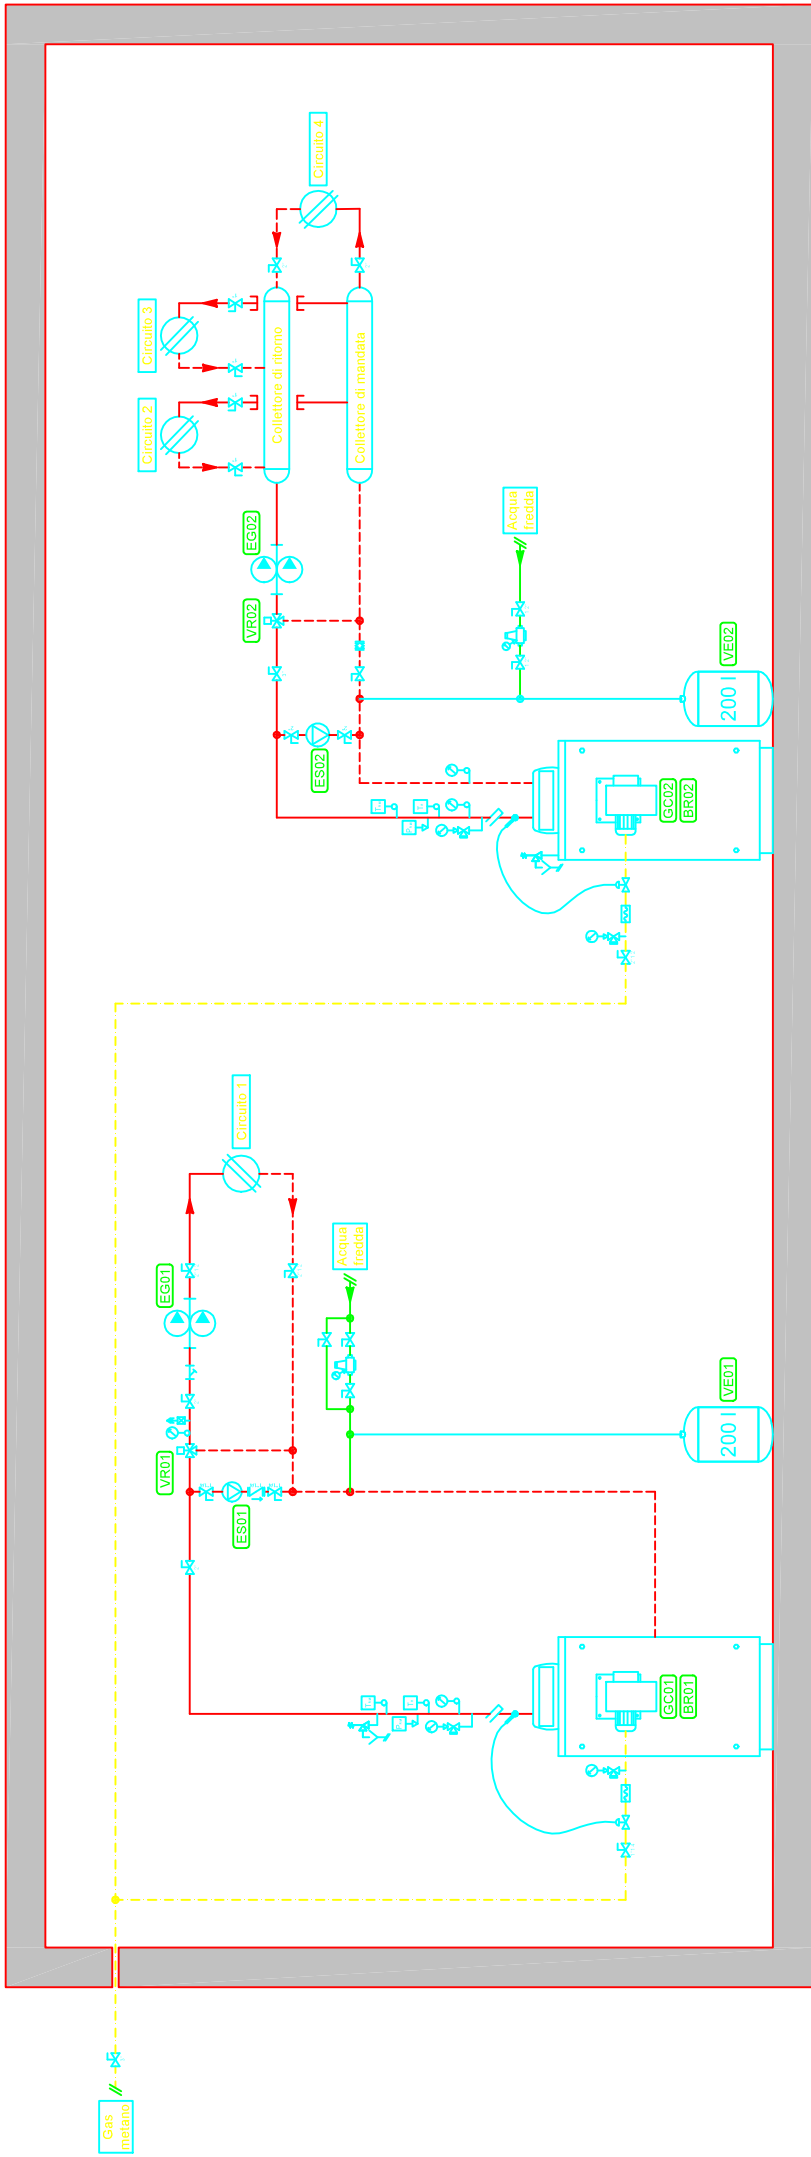 Gas
metano
GC01
BR01
VE01
200 l
ES01
VR01
EG01
Circuito 1
Acqua
fredda
GC02
BR02
VE02
200 l
ES02
VR02
EG02
Acqua
fredda
Collettore di ritorno
Collettore di mandata
Circuito 2
Circuito 3
Circuito 4